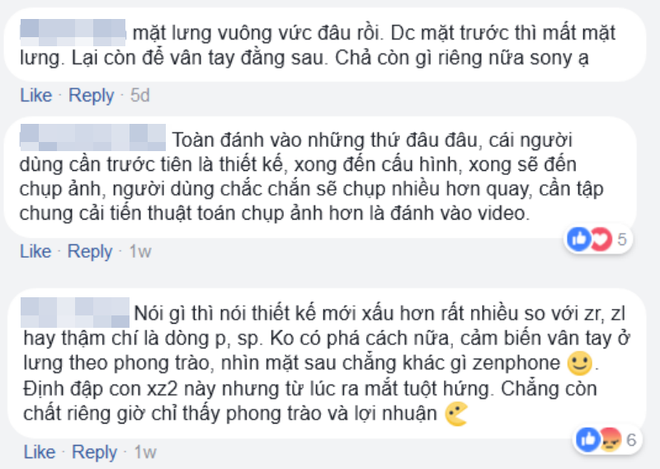 mặt lưng vuông vức đâu rồi. Dc mặt trước thì mất mặt
lưng. Lại còn để vân tay đằng sau. Chả còn gì riêng nữa sony ạ
Like · Reply · 5d
Toàn đánh vào những thứ đâu đâu, cái người
dùng cần trước tiên là thiết kế, xong đến cấu hình, xong sẽ đến
chụp ảnh, người dùng chắc chắn sẽ chụp nhiều hơn quay, cần tập
chung cải tiến thuật toán chụp ảnh hơn là đánh vào video.
5
Like · Reply · 1w
Nói gì thì nói thiết kế mới xấu hơn rất nhiều so với zr, zl
hay thậm chí là dòng p, sp. Ko có phá cách nữa, cảm biến vân tay ở
lưng theo phong trào, nhìn mặt sau chẳng khác gì zenphone 🙂.
Định đập con xz2 này nhưng từ lúc ra mắt tuột hứng. Chẳng còn
chất riêng giờ chỉ thấy phong trào và lợi nhuận
6
Like · Reply · 1w